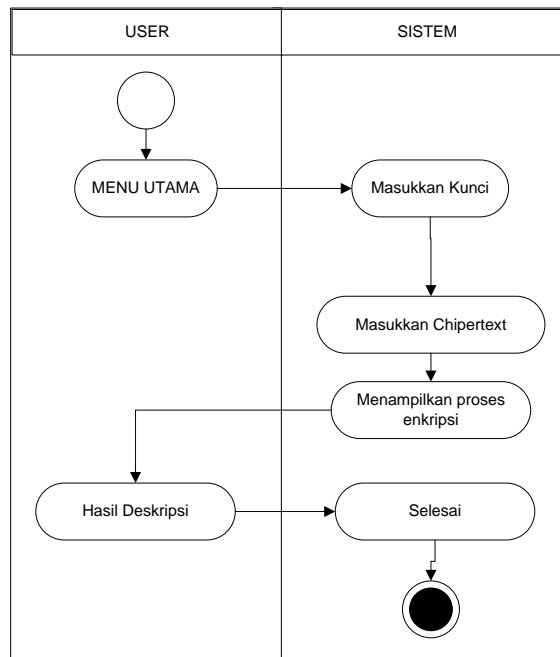 USER
SISTEM
MENU UTAMA
Masukkan Kunci
Masukkan Chipertext
Menampilkan proses
enkripsi
Hasil Deskripsi
Selesai